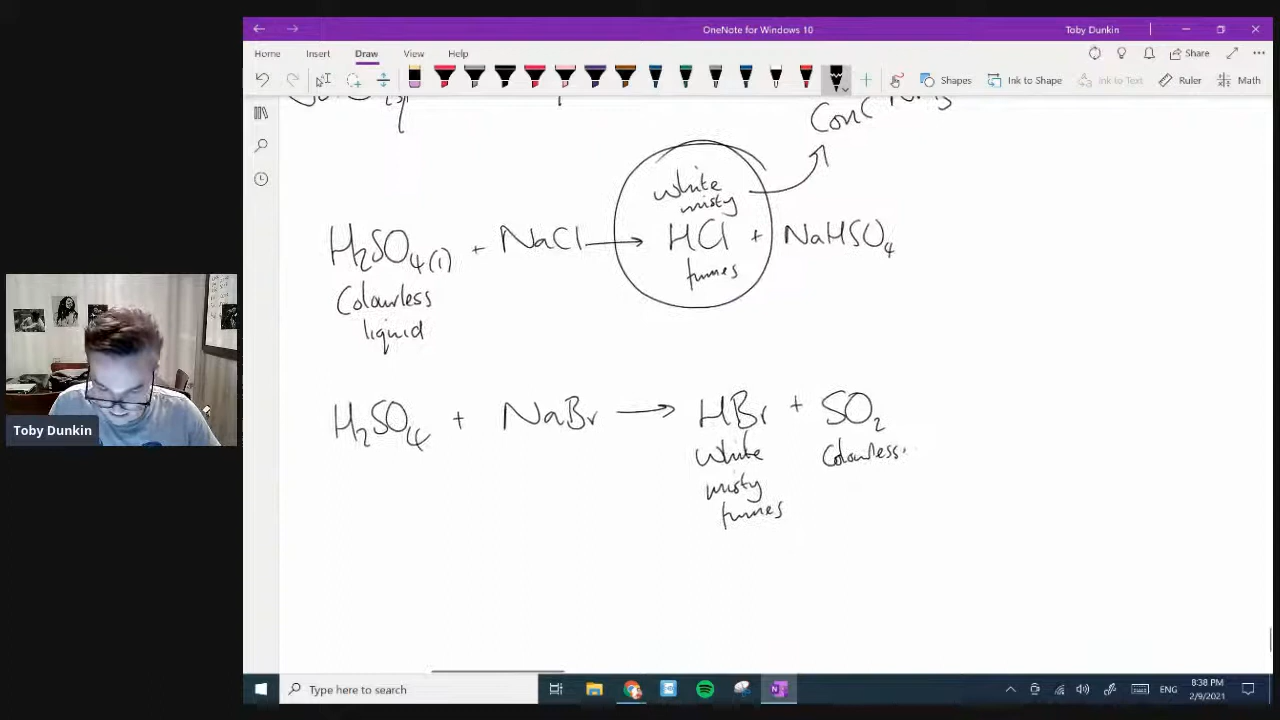 OneNote for Windows 10
Toby Dunkin
Home Insert Draw View Help
Share
Shapes
Ink to Shape
Ink to Text
Ruler
Math
Conc
white
misty
H₂SO₄(l) + NaCl → HCl + NaHSO₄
fumes
Colourless
liquid
H₂SO₄ + NaBr → HBr + SO₂
White
misty
fumes
Colourless
Toby Dunkin
Type here to search
ENG
8:38 PM
2/9/2021